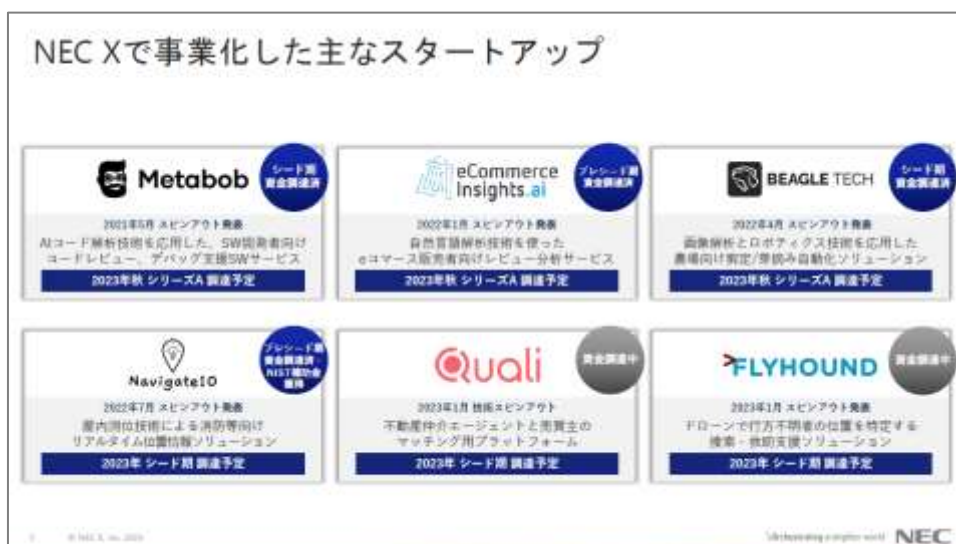 NEC Xで事業化した主なスタートアップ
Metabob
シード期
資金調達済
2021年5月 スピンアウト発表
AIコード解析技術を応用した、SW開発者向け
コードレビュー、デバッグ支援SWサービス
2023年秋 シリーズA 調達予定
eCommerce
Insights.ai
プレシード期
資金調達済
2022年1月 スピンアウト発表
自然言語解析技術を使った
eコマース販売者向けレビュー分析サービス
2023年秋 シリーズA 調達予定
BEAGLE TECH
シード期
資金調達済
2022年4月 スピンアウト発表
画像解析とロボティクス技術を応用した
農場向け剪定/芽摘み自動化ソリューション
2023年秋 シリーズA 調達予定
NavigateIO
プレシード期
資金調達済
NIST補助金
獲得
2022年7月 スピンアウト発表
屋内測位技術による消防等向け
リアルタイム位置情報ソリューション
2023年 シード期 調達予定
Quali
資金調達中
2023年1月 技術スピンアウト
不動産仲介エージェントと売買主の
マッチング用プラットフォーム
2023年 シード期 調達予定
FLYHOUND
資金調達中
2023年1月 スピンアウト発表
ドローンで行方不明者の位置を特定する
捜索・救助支援ソリューション
2023年 シード期 調達予定
© NEC X, Inc. 2023
\Orchestrating a brighter world NEC